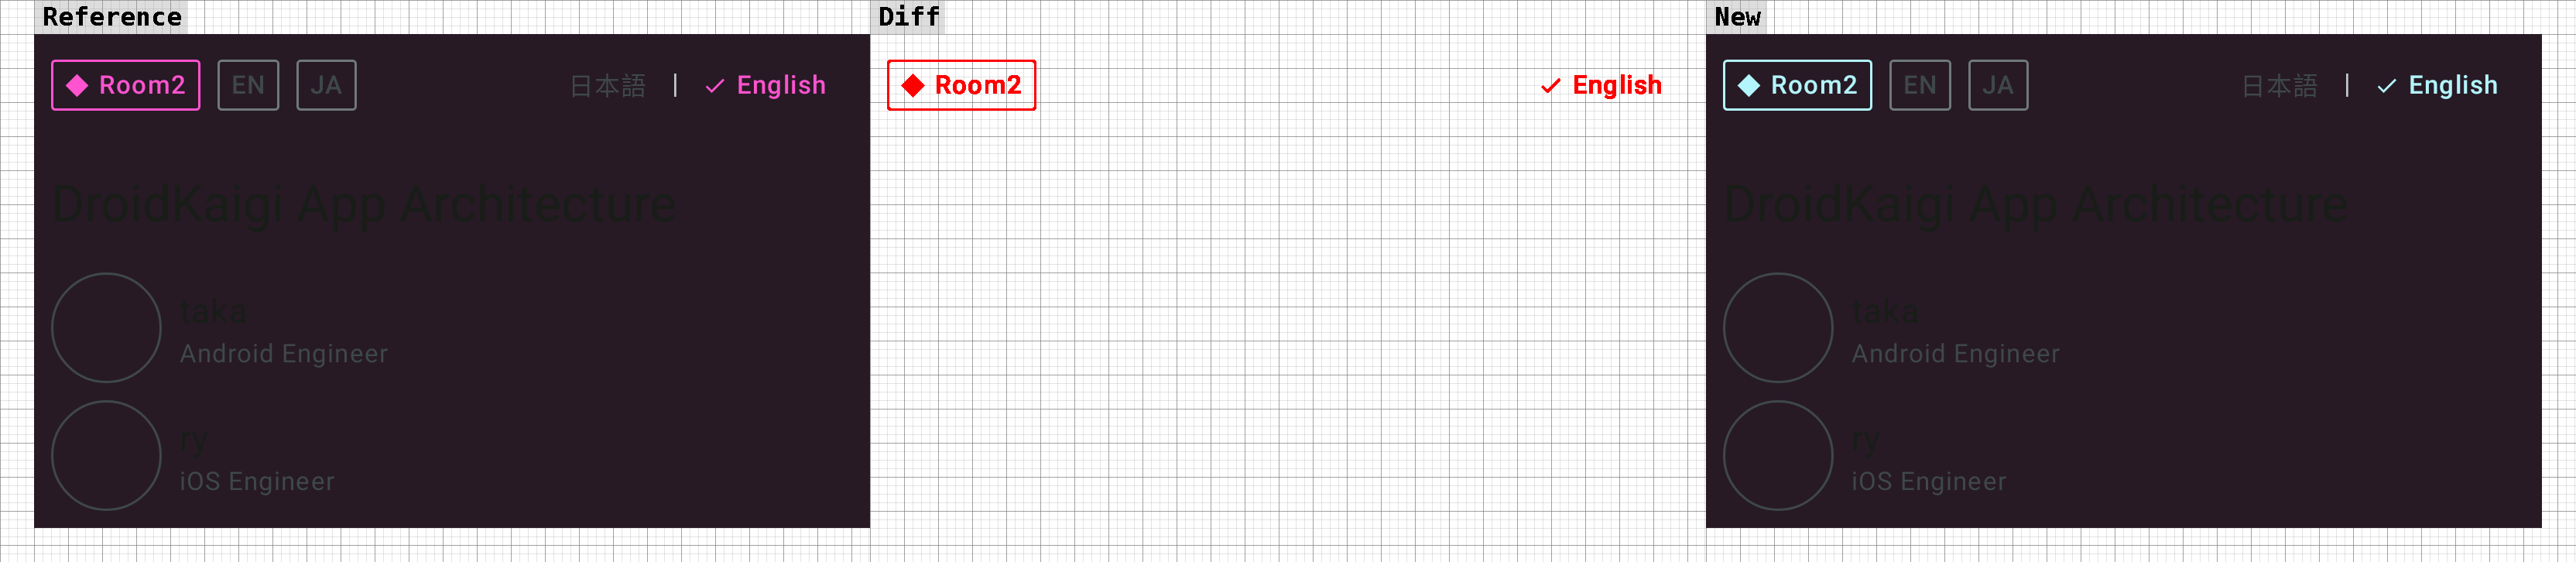 Reference
Room2 EN JA 日本語 | English
DroidKaigi App Architecture
taka
Android Engineer
ry
iOS Engineer
Diff
Room2 English
New
Room2 EN JA 日本語 | English
DroidKaigi App Architecture
taka
Android Engineer
ry
iOS Engineer